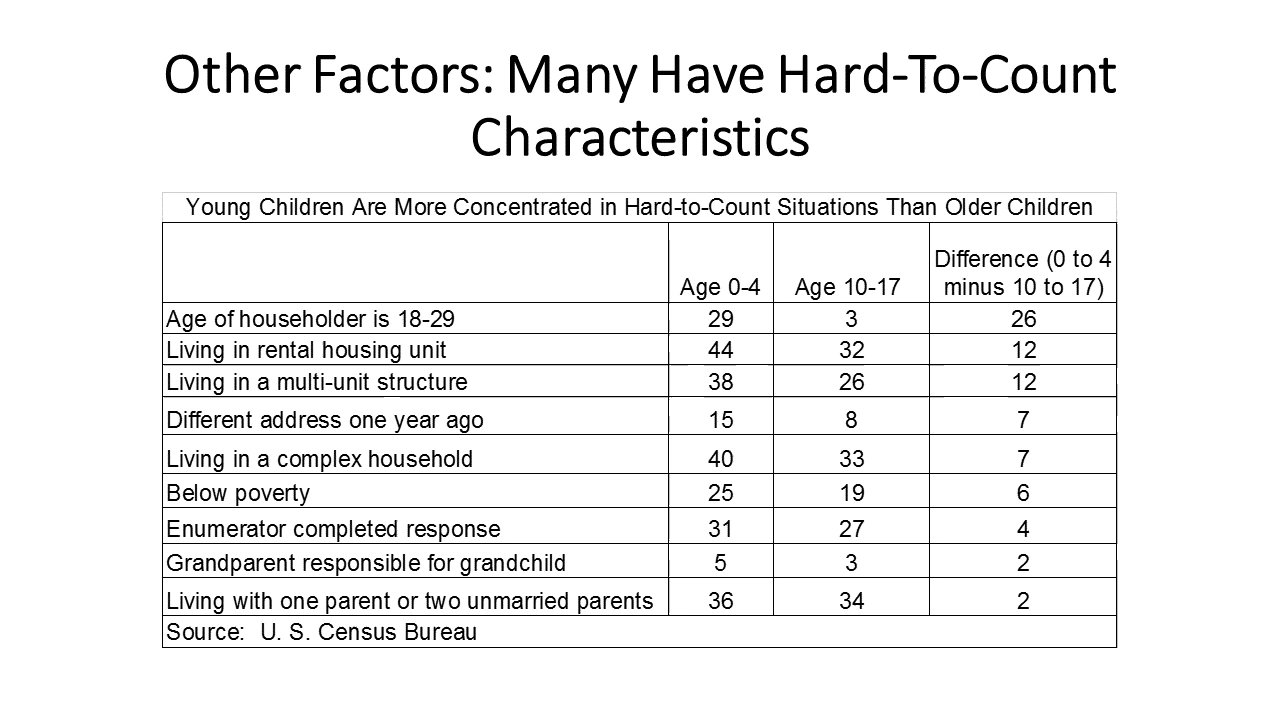 Other Factors: Many Have Hard-To-Count
Characteristics
Young Children Are More Concentrated in Hard-to-Count Situations Than Older Children
Age 0-4 Age 10-17 Difference (0 to 4
minus 10 to 17)
Age of householder is 18-29 29 3 26
Living in rental housing unit 44 32 12
Living in a multi-unit structure 38 26 12
Different address one year ago 15 8 7
Living in a complex household 40 33 7
Below poverty 25 19 6
Enumerator completed response 31 27 4
Grandparent responsible for grandchild 5 3 2
Living with one parent or two unmarried parents 36 34 2
Source: U. S. Census Bureau